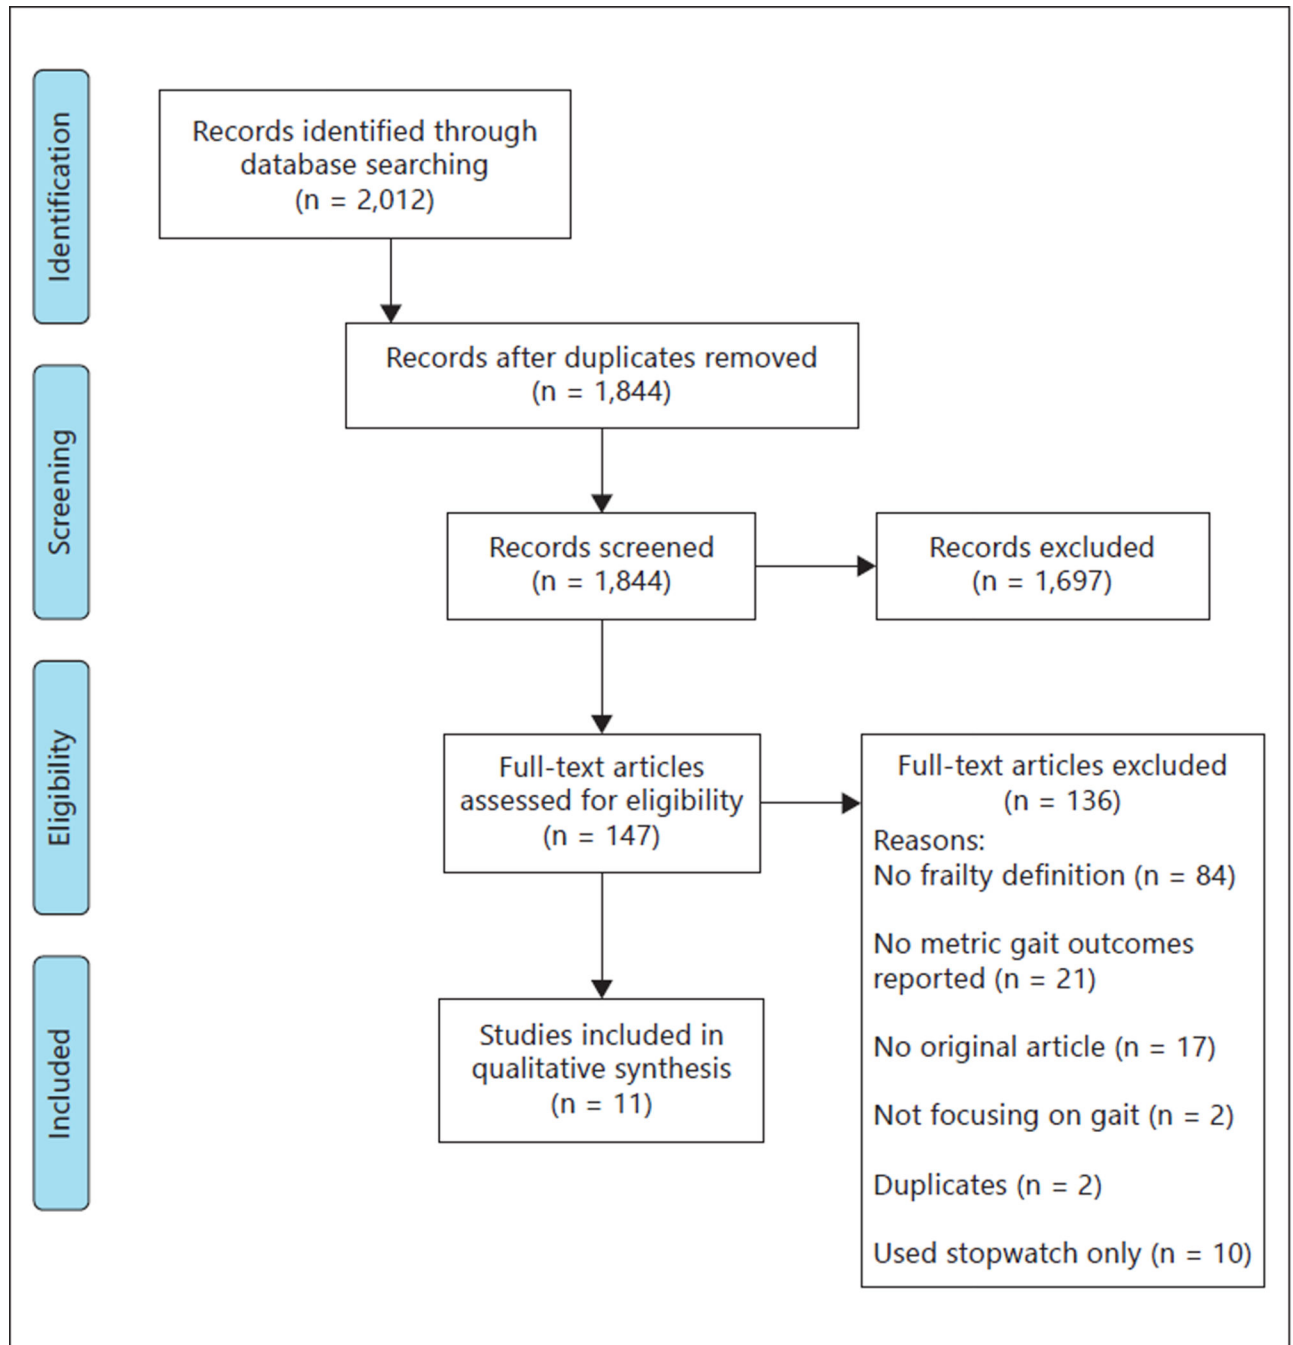 Identification
Records identified through
database searching
(n = 2,012)
Records after duplicates removed
(n = 1,844)
Screening
Records screened
(n = 1,844)
Records excluded
(n = 1,697)
Eligibility
Full-text articles
assessed for eligibility
(n = 147)
Full-text articles excluded
(n = 136)
Reasons:
No frailty definition (n = 84)
No metric gait outcomes
reported (n = 21)
No original article (n = 17)
Not focusing on gait (n = 2)
Duplicates (n = 2)
Used stopwatch only (n = 10)
Included
Studies included in
qualitative synthesis
(n = 11)